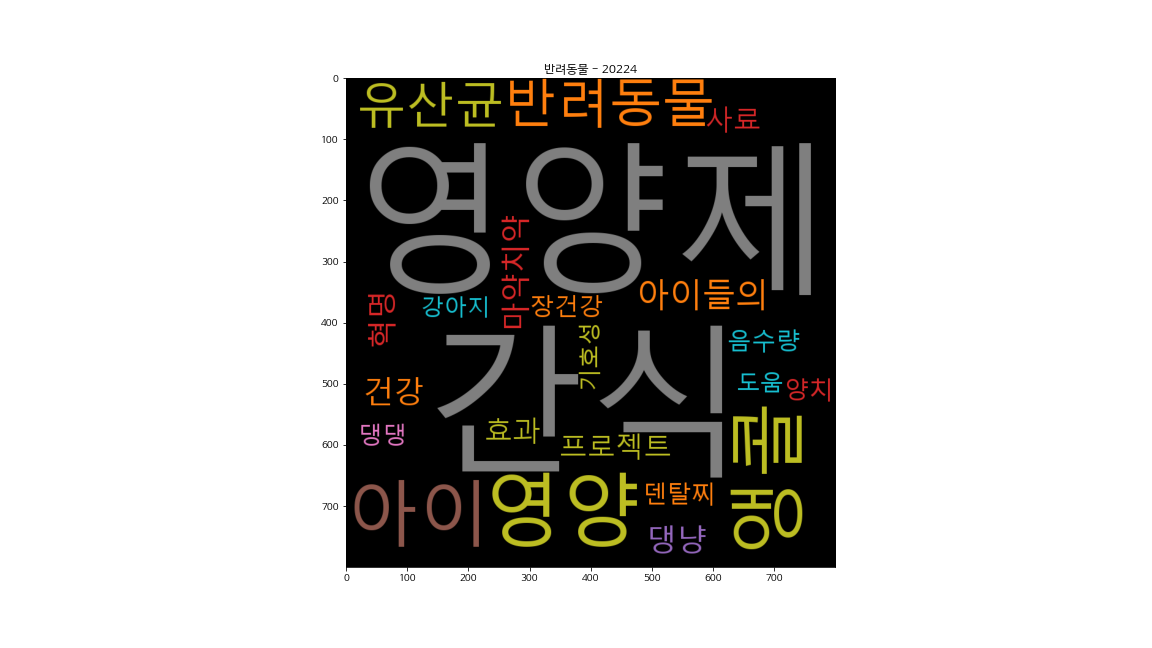 반려동물 - 20224
유산균 반려동물 사료
영양제
마약치약
혁명 강아지 장건강 아이들의
간식
기호성 음수량
건강 도움 양치
댕댕 효과 프로젝트
동물
아이 영양 덴탈찌
댕냥
0
100
200
300
400
500
600
700
0 100 200 300 400 500 600 700